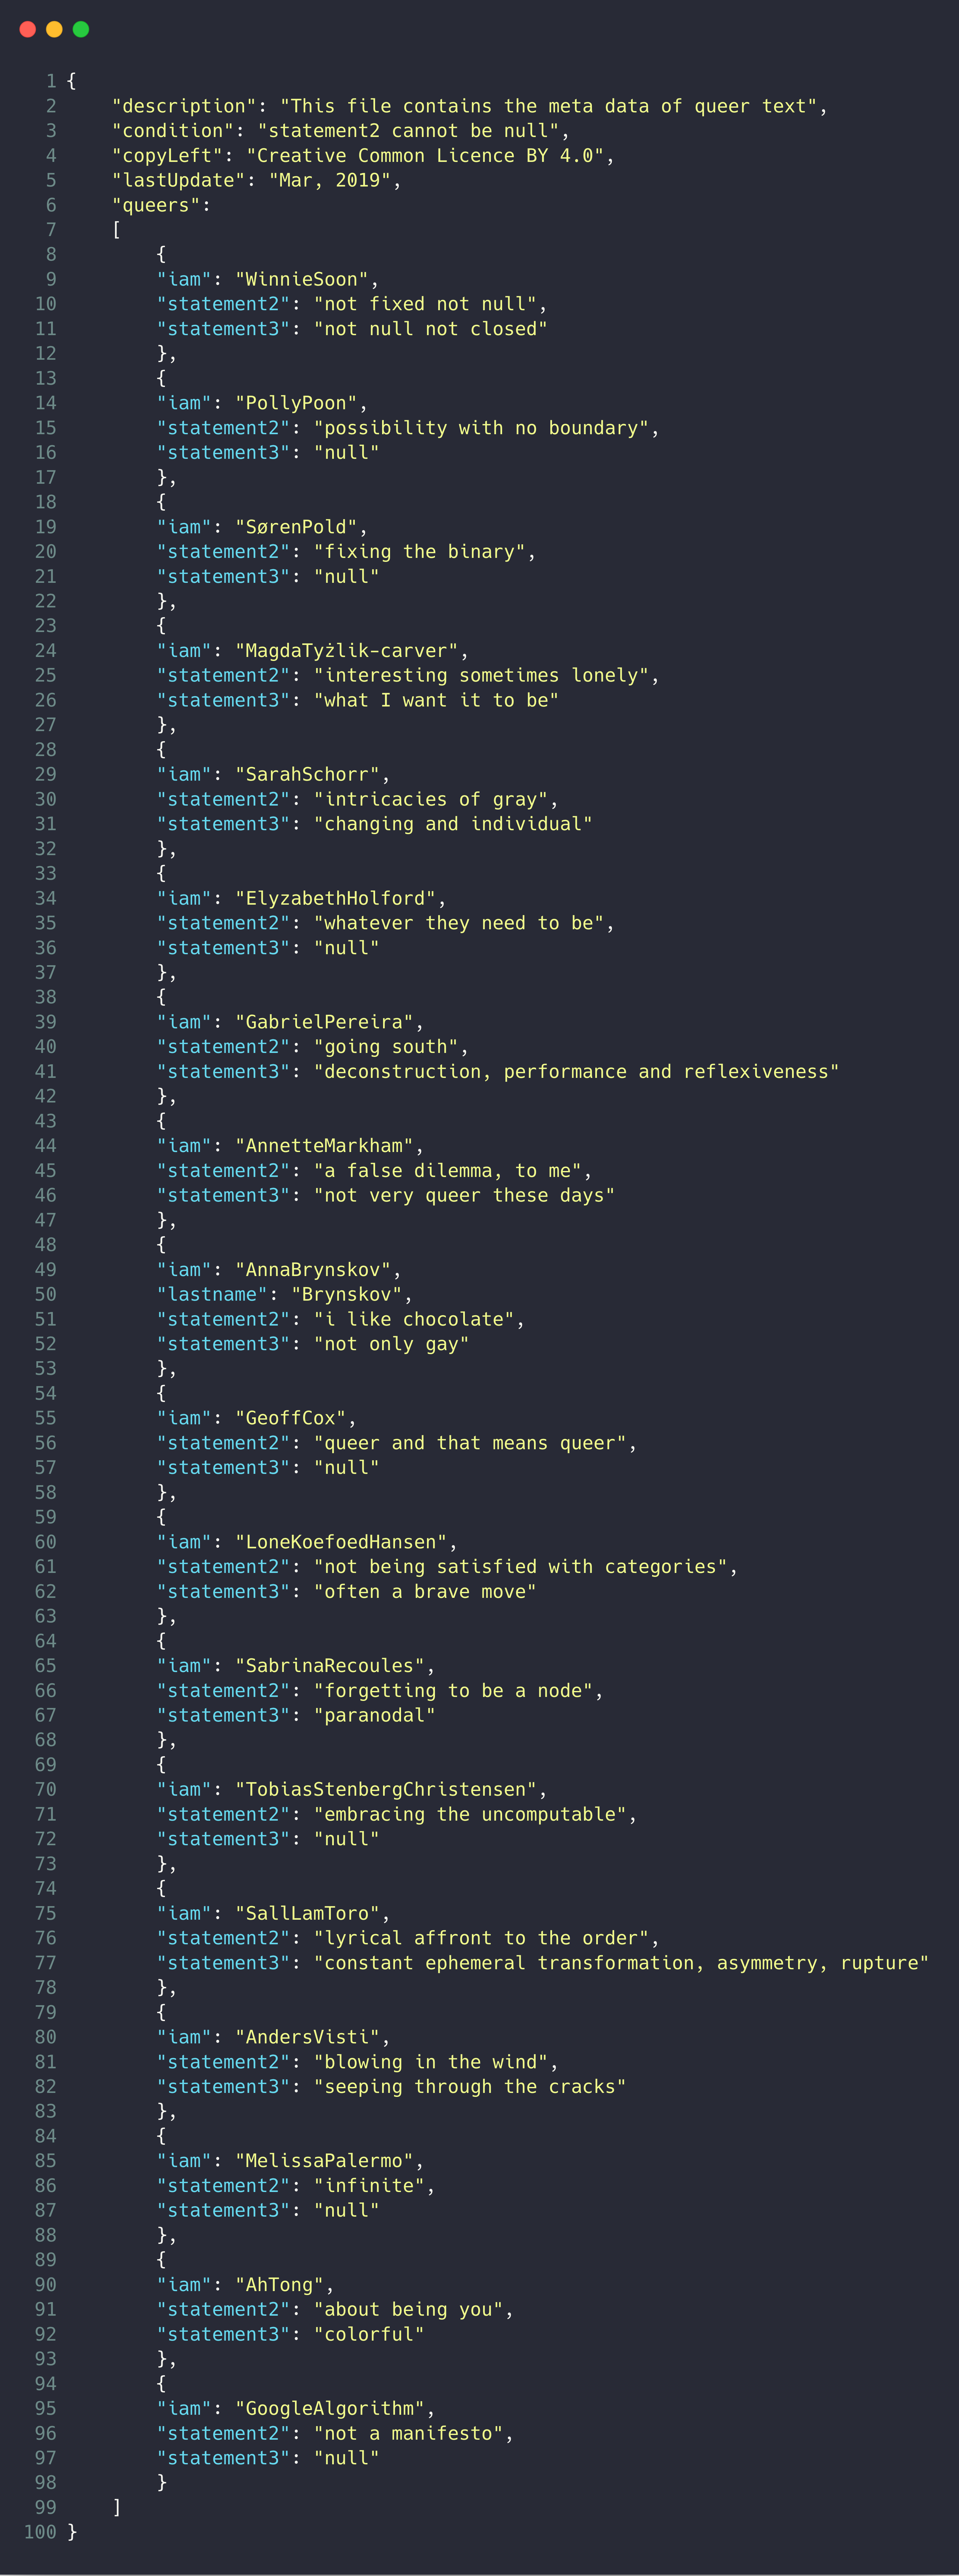 1 {
2     "description": "This file contains the meta data of queer text",
3     "condition": "statement2 cannot be null",
4     "copyLeft": "Creative Common Licence BY 4.0",
5     "lastUpdate": "Mar, 2019",
6     "queers":
7     [
8         {
9         "iam": "WinnieSoon",
10         "statement2": "not fixed not null",
11         "statement3": "not null not closed"
12         },
13         {
14         "iam": "PollyPoon",
15         "statement2": "possibility with no boundary",
16         "statement3": "null"
17         },
18         {
19         "iam": "SørenPold",
20         "statement2": "fixing the binary",
21         "statement3": "null"
22         },
23         {
24         "iam": "MagdaTyżlik-carver",
25         "statement2": "interesting sometimes lonely",
26         "statement3": "what I want it to be"
27         },
28         {
29         "iam": "SarahSchorr",
30         "statement2": "intricacies of gray",
31         "statement3": "changing and individual"
32         },
33         {
34         "iam": "ElyzabethHolford",
35         "statement2": "whatever they need to be",
36         "statement3": "null"
37         },
38         {
39         "iam": "GabrielPereira",
40         "statement2": "going south",
41         "statement3": "deconstruction, performance and reflexiveness"
42         },
43         {
44         "iam": "AnnetteMarkham",
45         "statement2": "a false dilemma, to me",
46         "statement3": "not very queer these days"
47         },
48         {
49         "iam": "AnnaBrynskov",
50         "lastname": "Brynskov",
51         "statement2": "i like chocolate",
52         "statement3": "not only gay"
53         },
54         {
55         "iam": "GeoffCox",
56         "statement2": "queer and that means queer",
57         "statement3": "null"
58         },
59         {
60         "iam": "LoneKoefoedHansen",
61         "statement2": "not being satisfied with categories",
62         "statement3": "often a brave move"
63         },
64         {
65         "iam": "SabrinaRecoules",
66         "statement2": "forgetting to be a node",
67         "statement3": "paranodal"
68         },
69         {
70         "iam": "TobiasStenbergChristensen",
71         "statement2": "embracing the uncomputable",
72         "statement3": "null"
73         },
74         {
75         "iam": "SallLamToro",
76         "statement2": "lyrical affront to the order",
77         "statement3": "constant ephemeral transformation, asymmetry, rupture"
78         },
79         {
80         "iam": "AndersVisti",
81         "statement2": "blowing in the wind",
82         "statement3": "seeping through the cracks"
83         },
84         {
85         "iam": "MelissaPalermo",
86         "statement2": "infinite",
87         "statement3": "null"
88         },
89         {
90         "iam": "AhTong",
91         "statement2": "about being you",
92         "statement3": "colorful"
93         },
94         {
95         "iam": "GoogleAlgorithm",
96         "statement2": "not a manifesto",
97         "statement3": "null"
98         }
99     ]
100 }